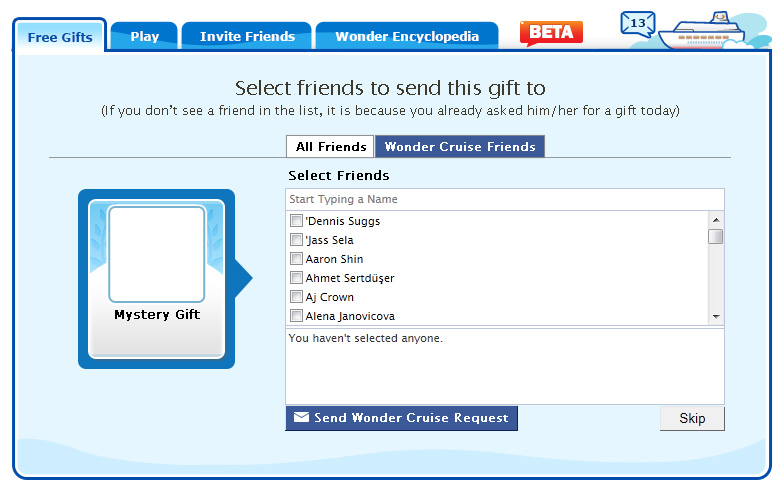 Free Gifts
Play
Invite Friends
Wonder Encyclopedia
BETA
13
Select friends to send this gift to
(If you don't see a friend in the list, it is because you already asked him/her for a gift today)
All Friends
Wonder Cruise Friends
Select Friends
Start Typing a Name
'Dennis Suggs
'Jass Sela
Aaron Shin
Ahmet Sertdüşer
Aj Crown
Alena Janovicova
Mystery Gift
You haven't selected anyone.
Send Wonder Cruise Request
Skip